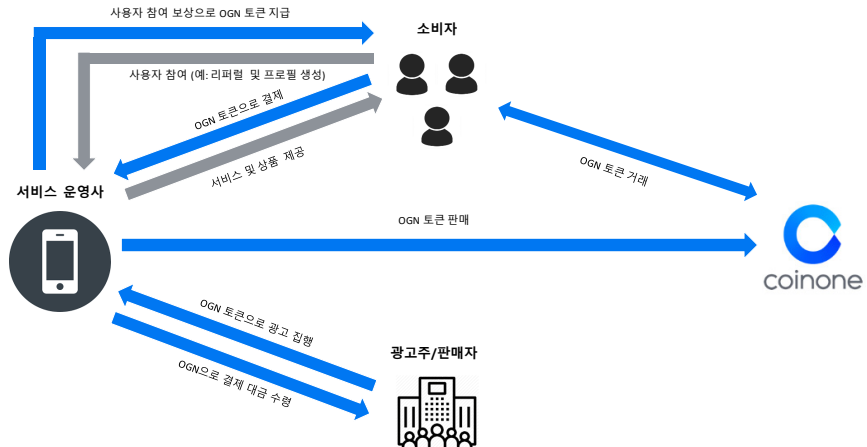 사용자 참여 보상으로 OGN 토큰 지급
소비자
사용자 참여 (예: 리퍼럴 및 프로필 생성)
OGN 토큰으로 결제
서비스 및 상품 제공
OGN 토큰 거래
서비스 운영사
OGN 토큰 판매
coinone
OGN 토큰으로 광고 집행
OGN으로 결제 대금 수령
광고주/판매자